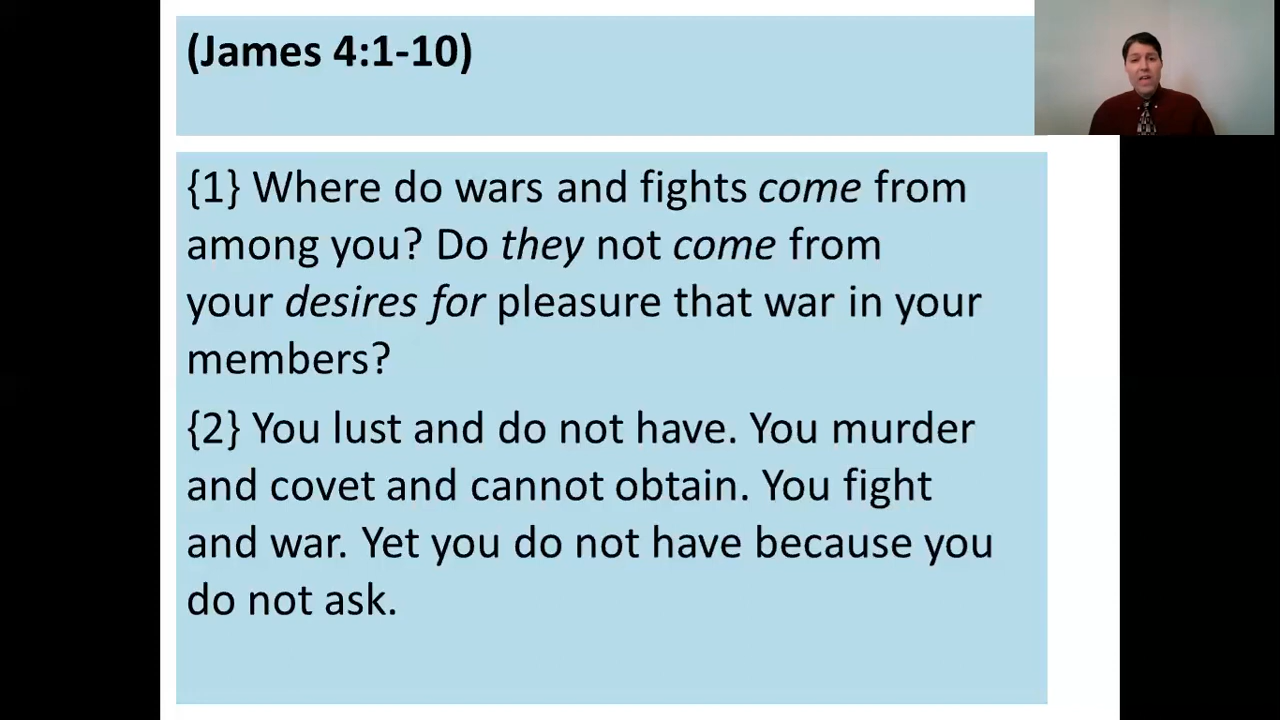 (James 4:1-10)
{1} Where do wars and fights come from
among you? Do they not come from
your desires for pleasure that war in your
members?
{2} You lust and do not have. You murder
and covet and cannot obtain. You fight
and war. Yet you do not have because you
do not ask.